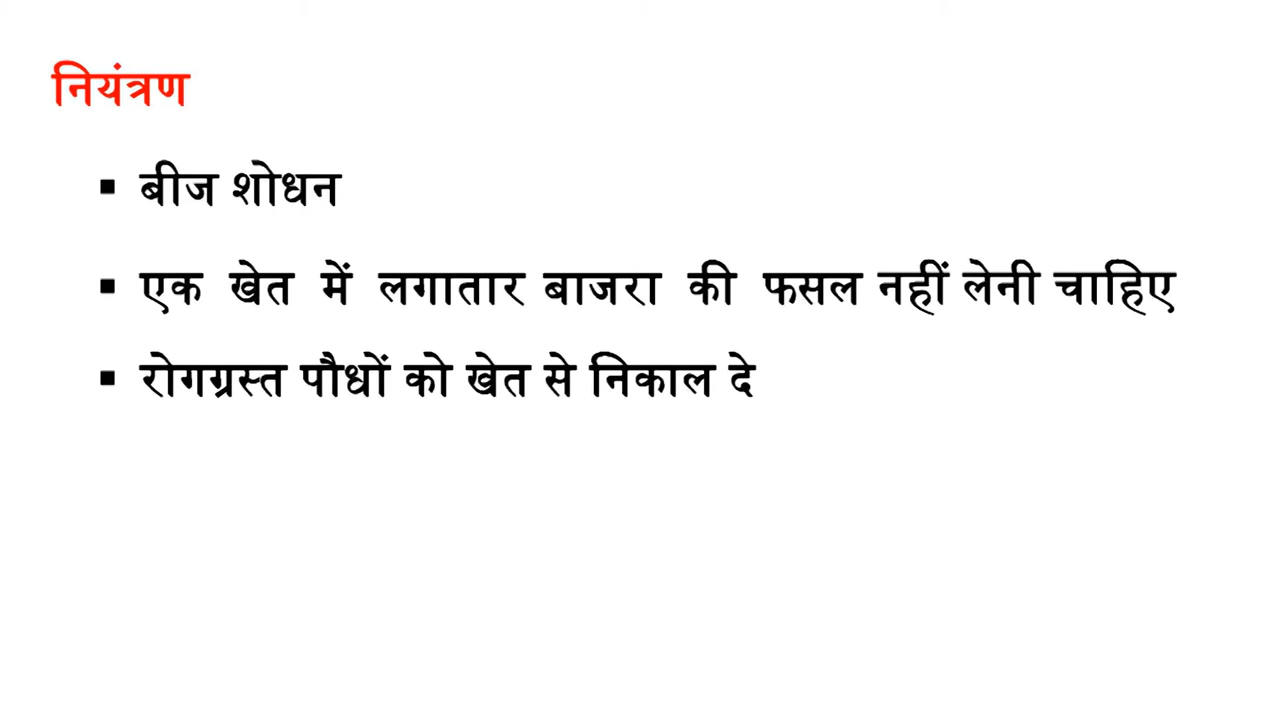 नियंत्रण
▪ बीज शोधन
▪ एक खेत में लगातार बाजरा की फसल नहीं लेनी चाहिए
▪ रोगग्रस्त पौधों को खेत से निकाल दे